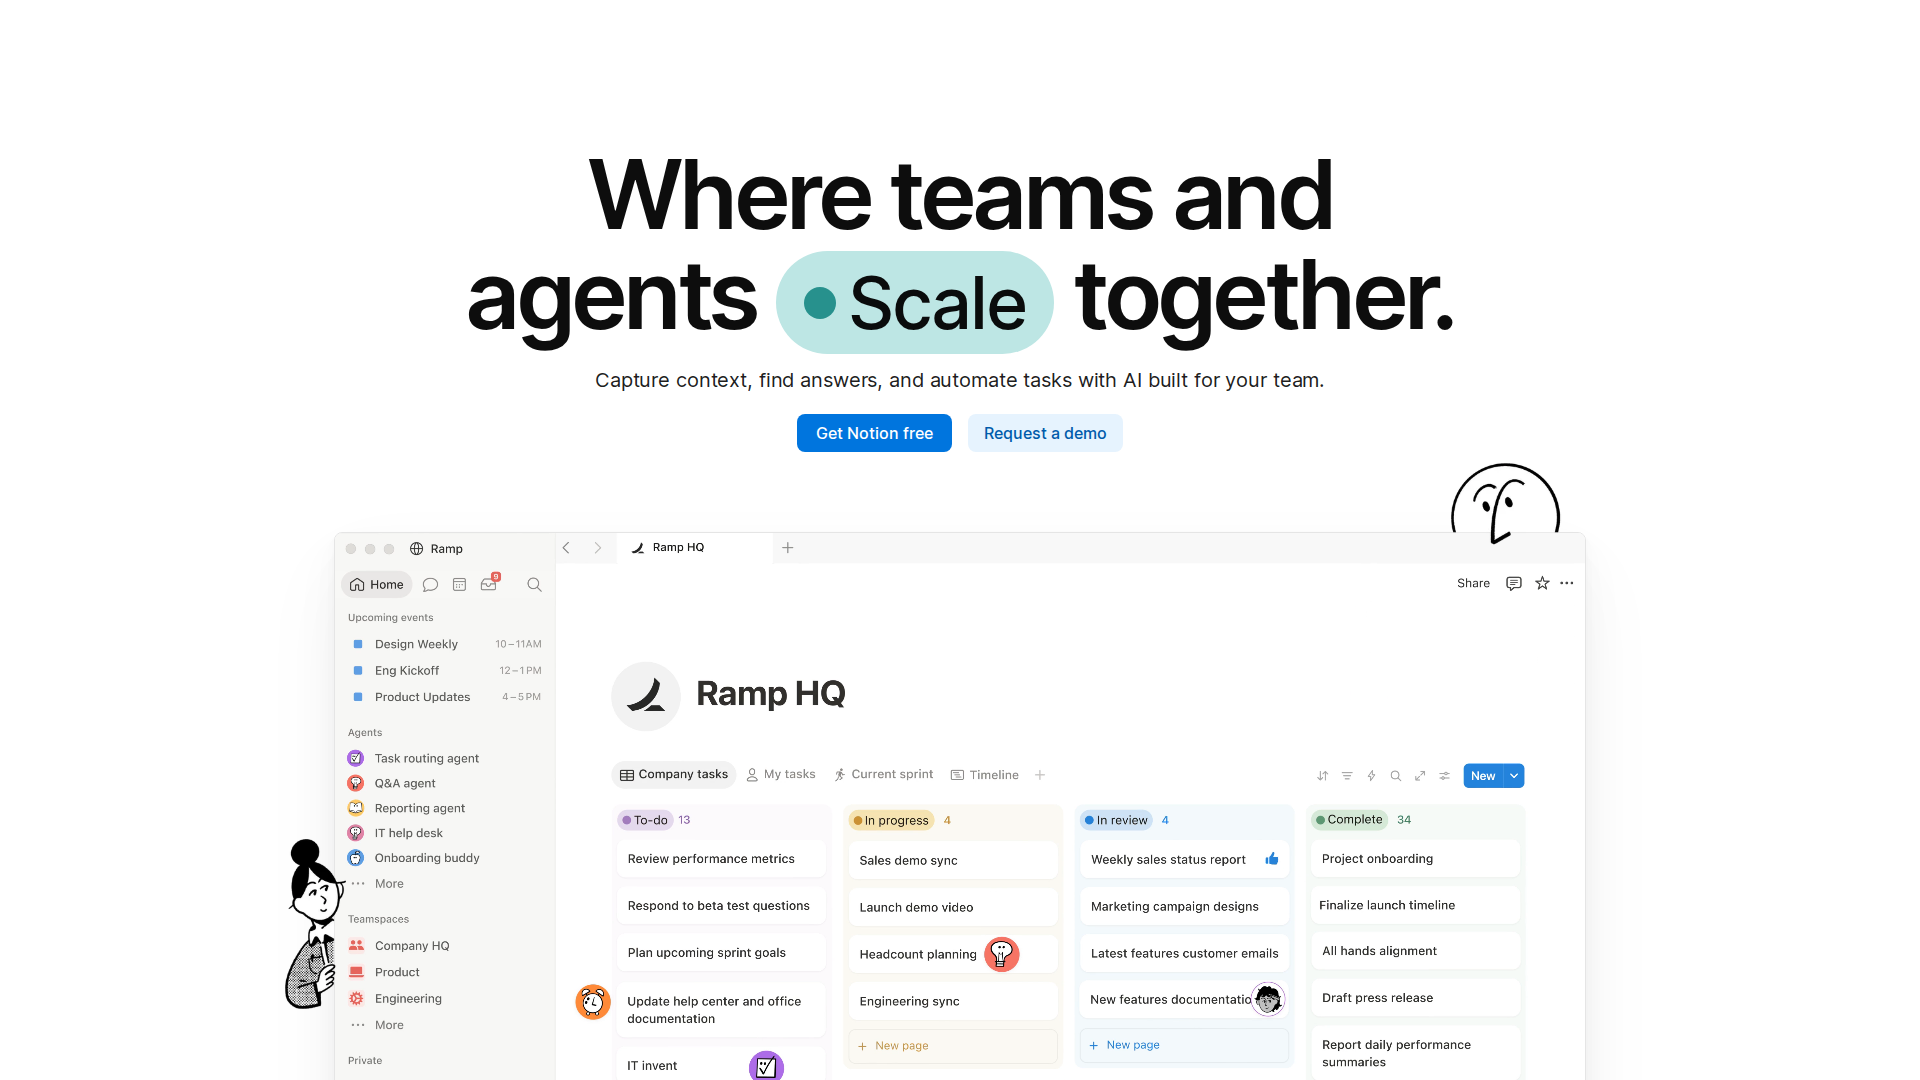 Where teams and
agents Scale together.
Capture context, find answers, and automate tasks with AI built for your team.
Get Notion free
Request a demo
Ramp
Ramp HQ
Home
9
Share
Upcoming events
Design Weekly 10–11AM
Eng Kickoff 12–1PM
Product Updates 4–5PM
Agents
Task routing agent
Q&A agent
Reporting agent
IT help desk
Onboarding buddy
More
Teamspaces
Company HQ
Product
Engineering
More
Private
Ramp HQ
Company tasks
My tasks
Current sprint
Timeline
New
To-do 13
Review performance metrics
Respond to beta test questions
Plan upcoming sprint goals
Update help center and office
documentation
IT invent
In progress 4
Sales demo sync
Launch demo video
Headcount planning
Engineering sync
New page
In review 4
Weekly sales status report
Marketing campaign designs
Latest features customer emails
New features documentatio
New page
Complete 34
Project onboarding
Finalize launch timeline
All hands alignment
Draft press release
Report daily performance
summaries